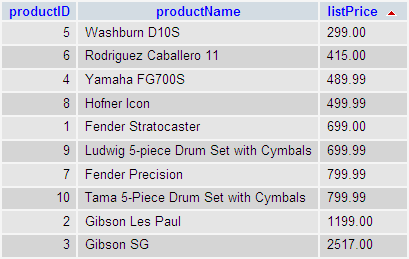 productID productName listPrice
5 Washburn D10S 299.00
6 Rodriguez Caballero 11 415.00
4 Yamaha FG700S 489.99
8 Hofner Icon 499.99
1 Fender Stratocaster 699.00
9 Ludwig 5-piece Drum Set with Cymbals 699.99
7 Fender Precision 799.99
10 Tama 5-Piece Drum Set with Cymbals 799.99
2 Gibson Les Paul 1199.00
3 Gibson SG 2517.00